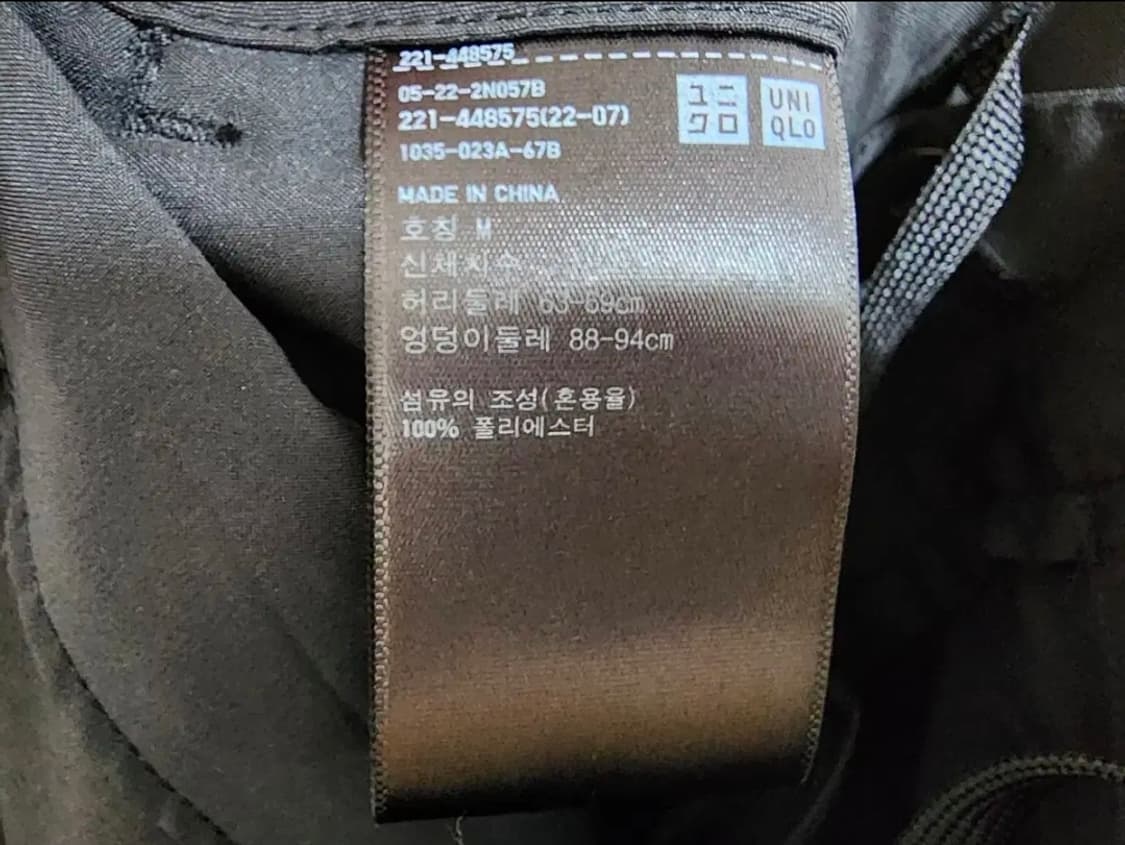 221-448575
05-22-2N057B
221-448575(22-07)
1035-023A-67B
ユニ
クロ
UNI
QLO
MADE IN CHINA
호칭 M
신체치수
허리둘레 63-69cm
엉덩이둘레 88-94cm
섬유의 조성(혼용율)
100% 폴리에스터